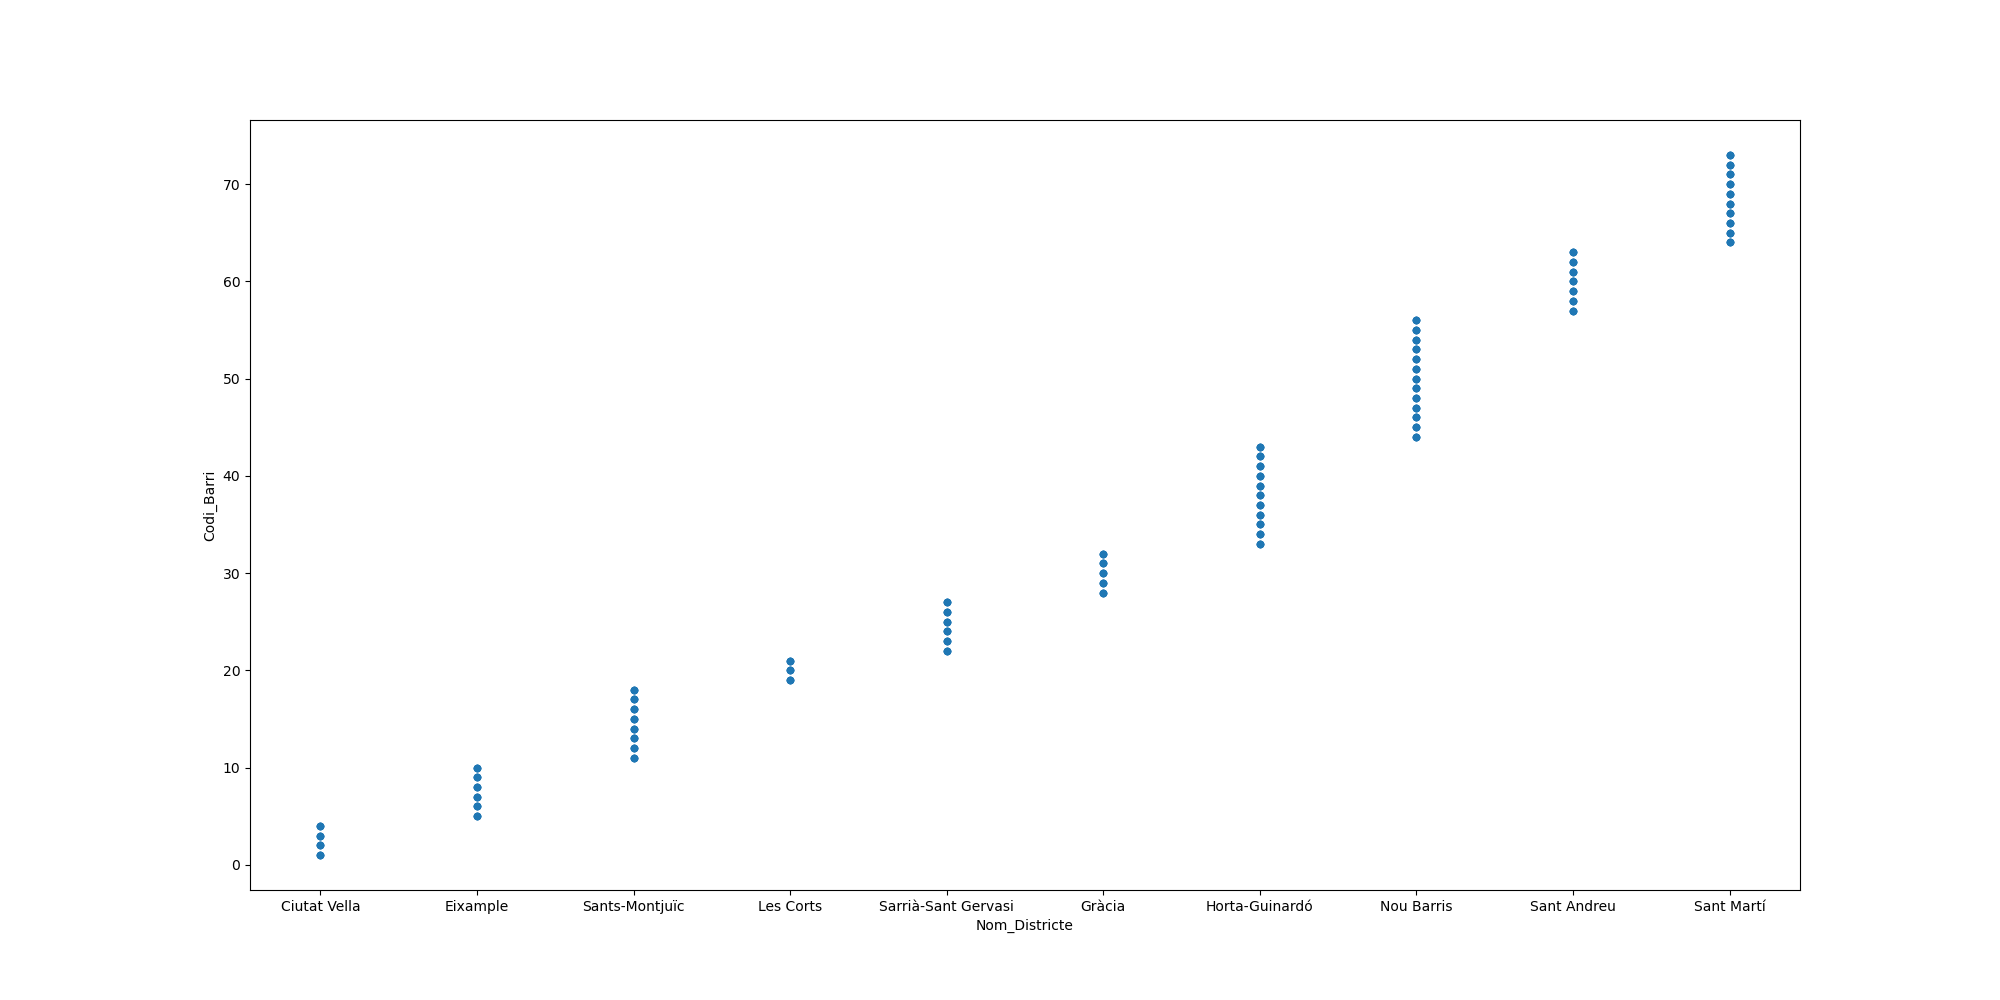 70
60
50
40
30
20
10
0
Codi_Barri
Ciutat Vella Eixample Sants-Montjuïc Les Corts Sarrià-Sant Gervasi Gràcia Horta-Guinardó Nou Barris Sant Andreu Sant Martí
Nom_Districte